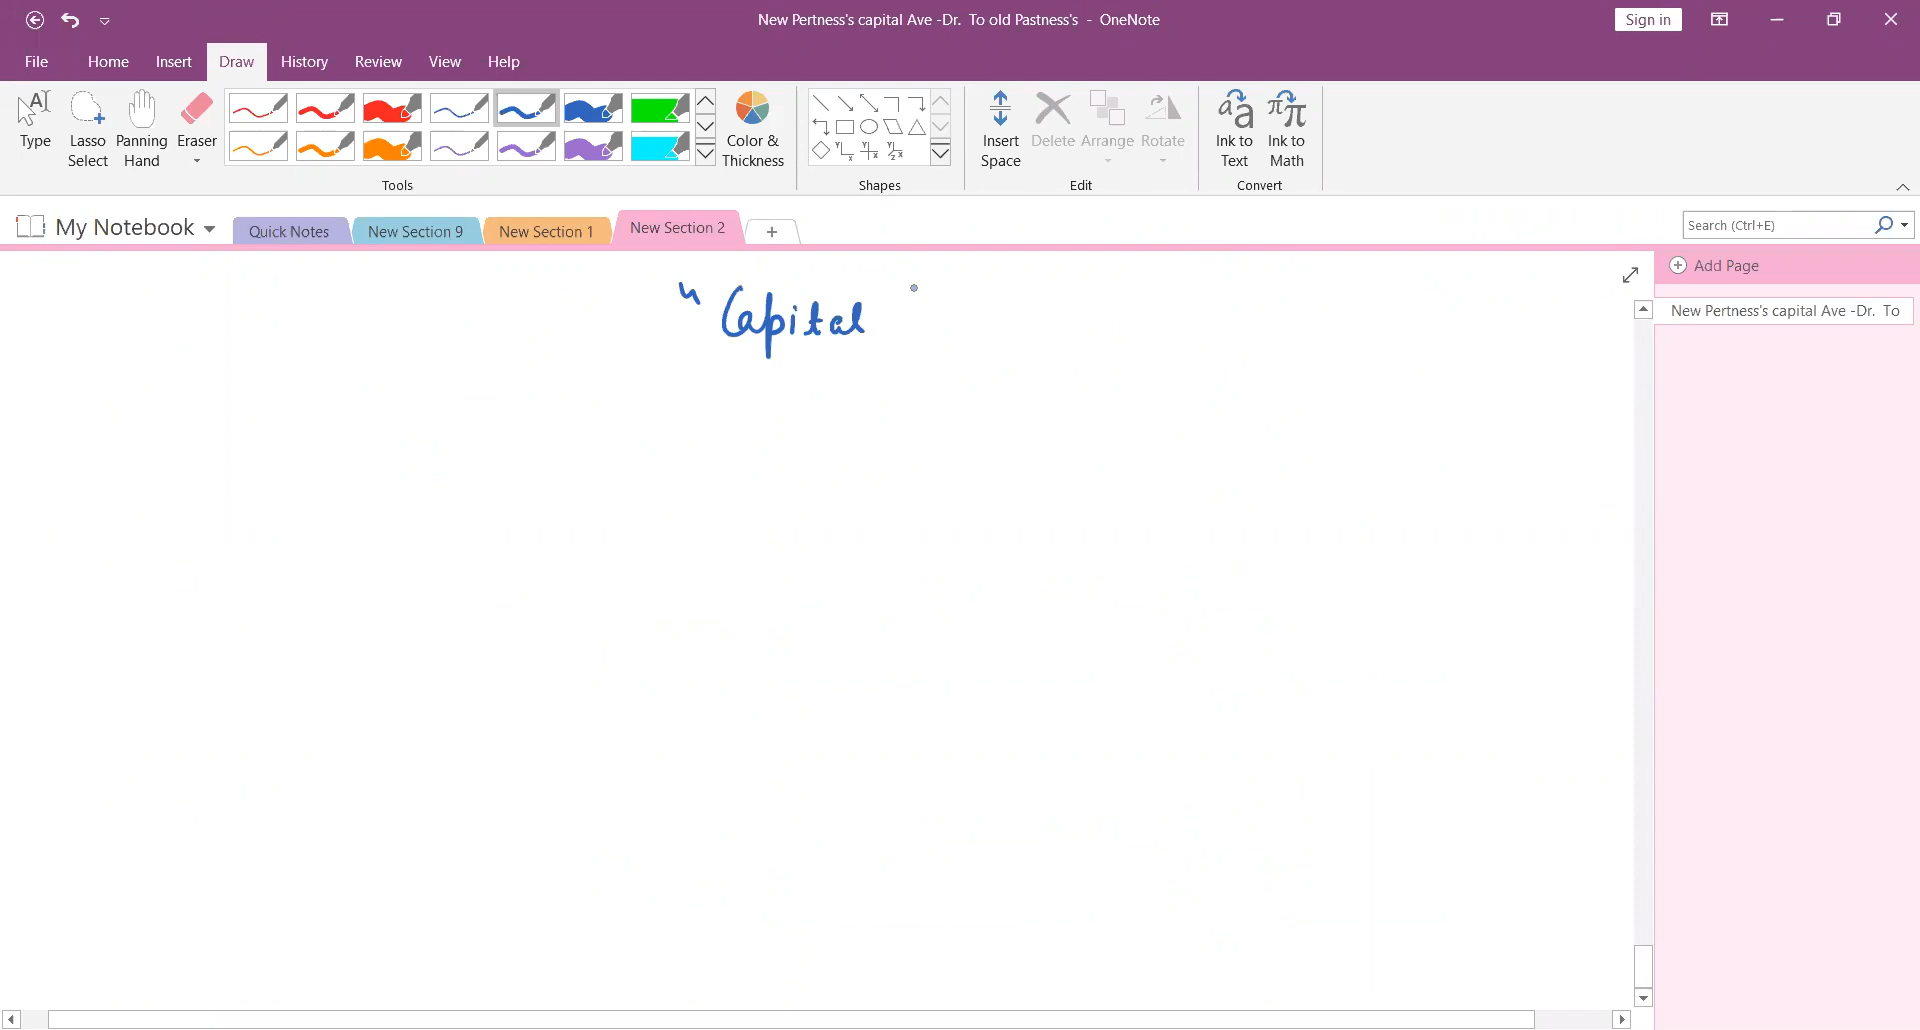 New Pertness's capital Ave -Dr.  To old Pastness's  -  OneNote
Sign in
File Home Insert Draw History Review View Help
Type
Lasso Select
Panning Hand
Eraser
Color & Thickness
Insert Space
Delete
Arrange
Rotate
Ink to Text
Ink to Math
Tools
Shapes
Edit
Convert
My Notebook
Quick Notes
New Section 9
New Section 1
New Section 2
Search (Ctrl+E)
Add Page
New Pertness's capital Ave -Dr.  To
" Capital